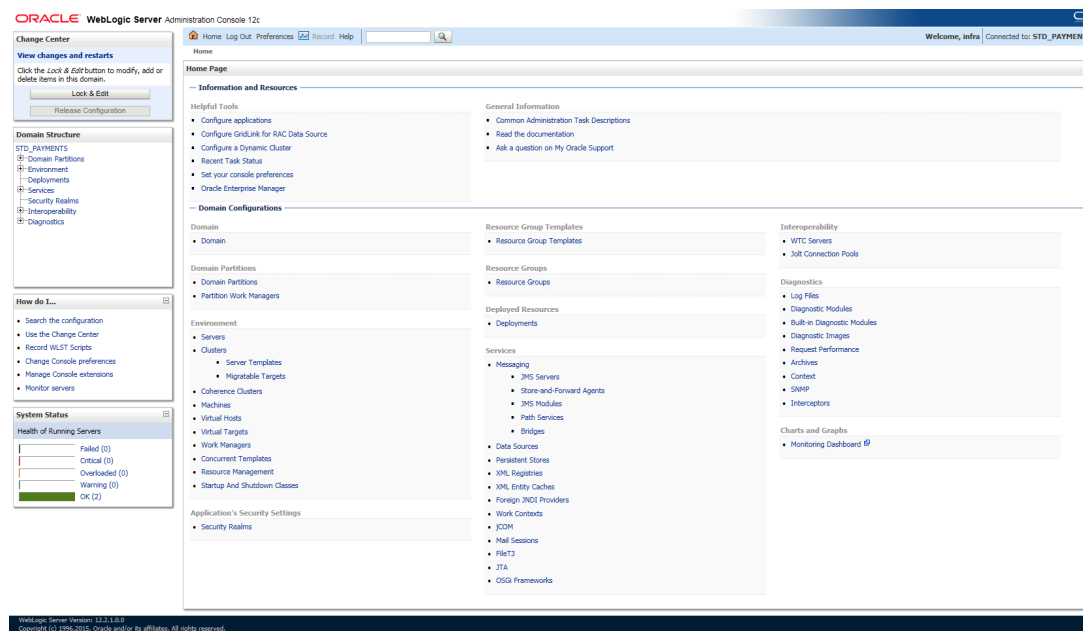 ORACLE WebLogic Server Administration Console 12c
Change Center
View changes and restarts
Click the Lock & Edit button to modify, add or
delete items in this domain.
Lock & Edit
Release Configuration
Domain Structure
STD_PAYMENTS
Domain Partitions
Environment
Deployments
Services
Security Realms
Interoperability
Diagnostics
How do I...
Search the configuration
Use the Change Center
Record WLST Scripts
Change Console preferences
Manage Console extensions
Monitor servers
System Status
Health of Running Servers
Failed (0)
Critical (0)
Overloaded (0)
Warning (0)
OK (2)
Home Log Out Preferences Record Help
Welcome, infra Connected to: STD_PAYMEN
Home
Home Page
Information and Resources
Helpful Tools
Configure applications
Configure GridLink for RAC Data Source
Configure a Dynamic Cluster
Recent Task Status
Set your console preferences
Oracle Enterprise Manager
General Information
Common Administration Task Descriptions
Read the documentation
Ask a question on My Oracle Support
Domain Configurations
Domain
Domain
Domain Partitions
Domain Partitions
Partition Work Managers
Environment
Servers
Clusters
Server Templates
Migratable Targets
Coherence Clusters
Machines
Virtual Hosts
Virtual Targets
Work Managers
Concurrent Templates
Resource Management
Startup And Shutdown Classes
Application's Security Settings
Security Realms
Resource Group Templates
Resource Group Templates
Resource Groups
Resource Groups
Deployed Resources
Deployments
Services
Messaging
JMS Servers
Store-and-Forward Agents
JMS Modules
Path Services
Bridges
Data Sources
Persistent Stores
XML Registries
XML Entity Caches
Foreign JNDI Providers
Work Contexts
jCOM
Mail Sessions
FileT3
JTA
OSGi Frameworks
Interoperability
WTC Servers
Jolt Connection Pools
Diagnostics
Log Files
Diagnostic Modules
Built-in Diagnostic Modules
Diagnostic Images
Request Performance
Archives
Context
SNMP
Interceptors
Charts and Graphs
Monitoring Dashboard
WebLogic Server Version: 12.2.1.0.0
Copyright (c) 1996,2015, Oracle and/or its affiliates. All rights reserved.